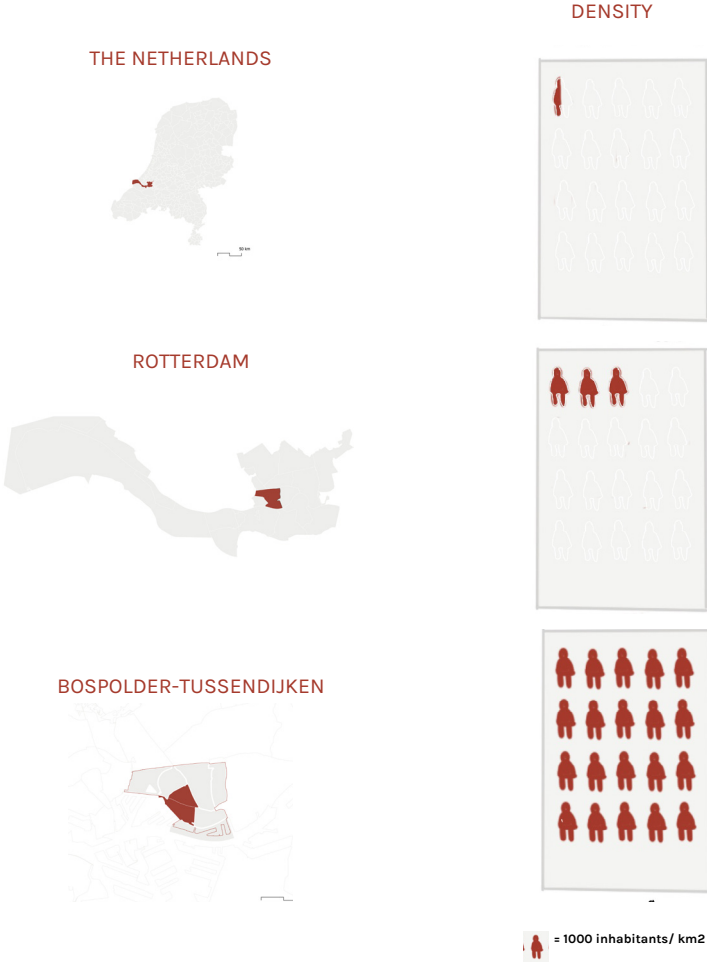 DENSITY
THE NETHERLANDS
50 km
ROTTERDAM
BOSPOLDER-TUSSENDIJKEN
= 1000 inhabitants/ km2